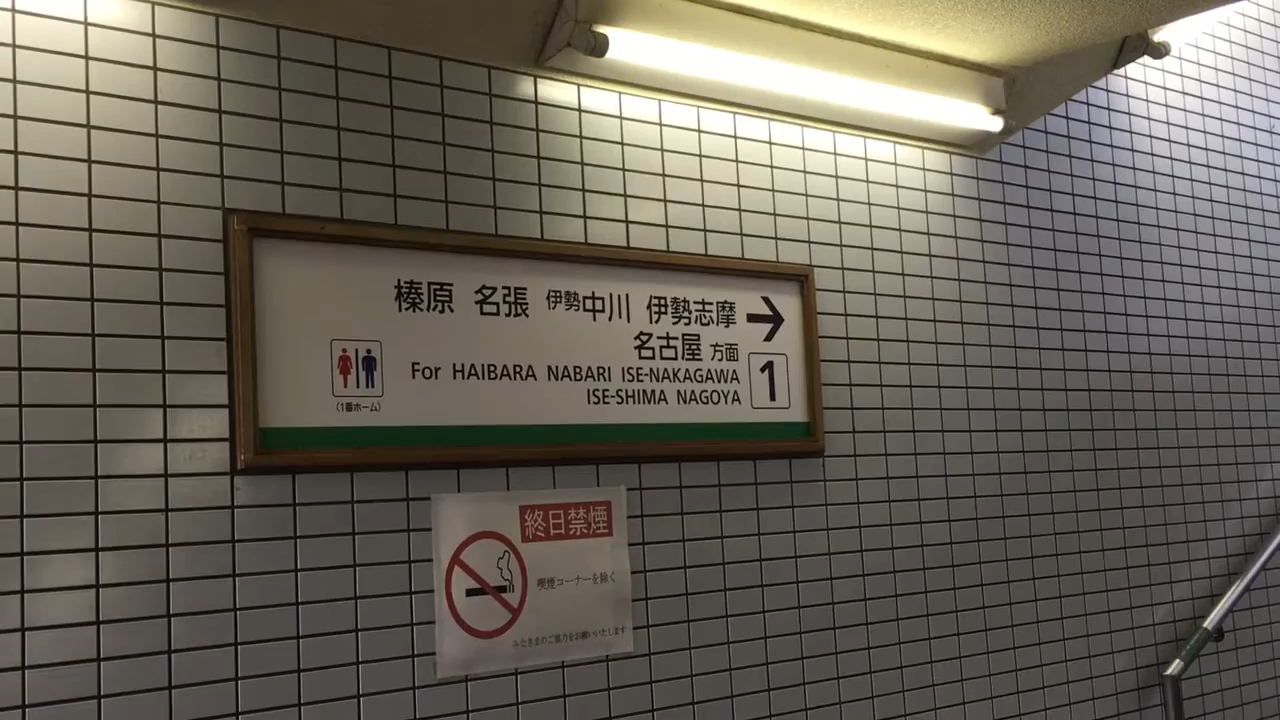 榛原 名張 伊勢中川 伊勢志摩 →
名古屋 方面
For HAIBARA NABARI ISE-NAKAGAWA
ISE-SHIMA NAGOYA
1
(1番ホーム)
終日禁煙
喫煙コーナーを除く
みなさまのご協力をお願いいたします